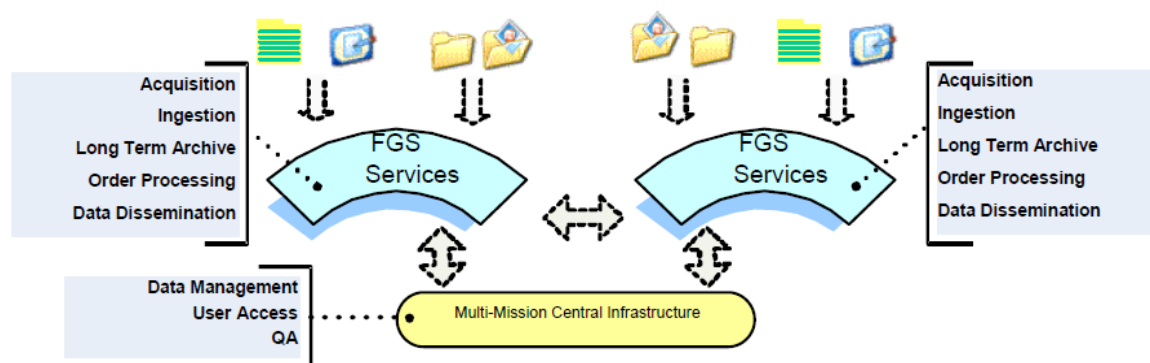 Acquisition
Ingestion
Long Term Archive
Order Processing
Data Dissemination
FGS
Services
FGS
Services
Acquisition
Ingestion
Long Term Archive
Order Processing
Data Dissemination
Data Management
User Access
QA
Multi-Mission Central Infrastructure